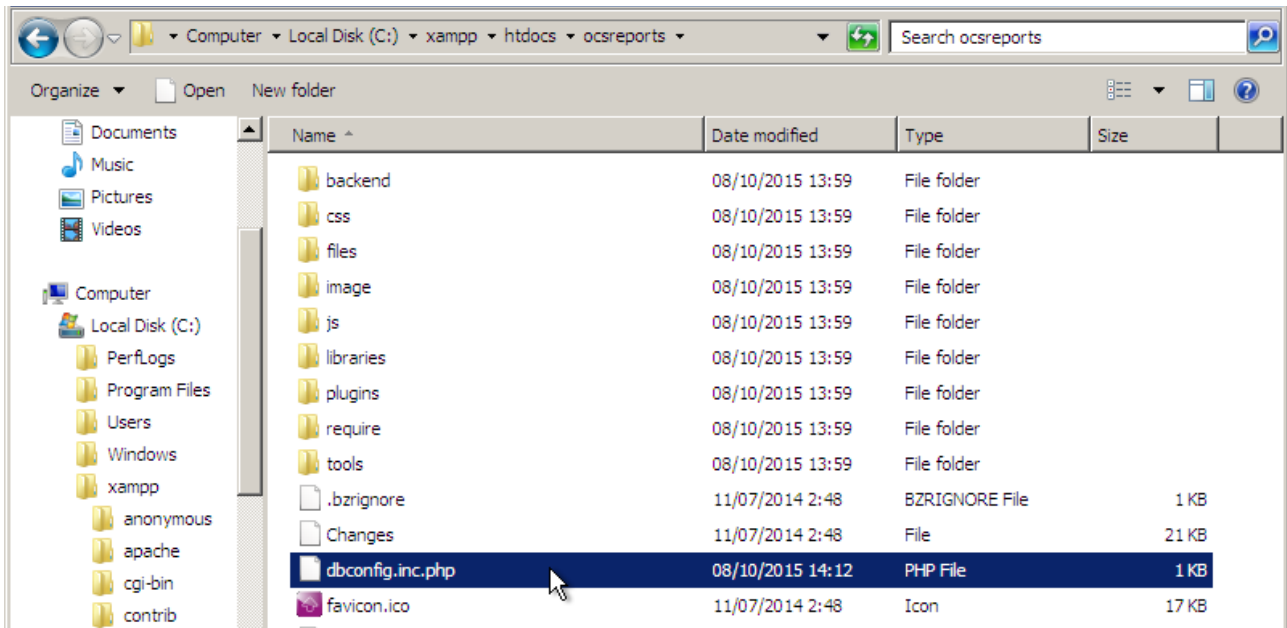 Computer Local Disk (C:) xampp htdocs ocsreports Search ocsreports
Organize Open New folder
Name Date modified Type Size
Documents
Music
Pictures
Videos
Computer
Local Disk (C:)
PerfLogs
Program Files
Users
Windows
xampp
anonymous
apache
cgi-bin
contrib
backend 08/10/2015 13:59 File folder
css 08/10/2015 13:59 File folder
files 08/10/2015 13:59 File folder
image 08/10/2015 13:59 File folder
js 08/10/2015 13:59 File folder
libraries 08/10/2015 13:59 File folder
plugins 08/10/2015 13:59 File folder
require 08/10/2015 13:59 File folder
tools 08/10/2015 13:59 File folder
.bzrignore 11/07/2014 2:48 BZRIGNORE File 1 KB
Changes 11/07/2014 2:48 File 21 KB
dbconfig.inc.php 08/10/2015 14:12 PHP File 1 KB
favicon.ico 11/07/2014 2:48 Icon 17 KB